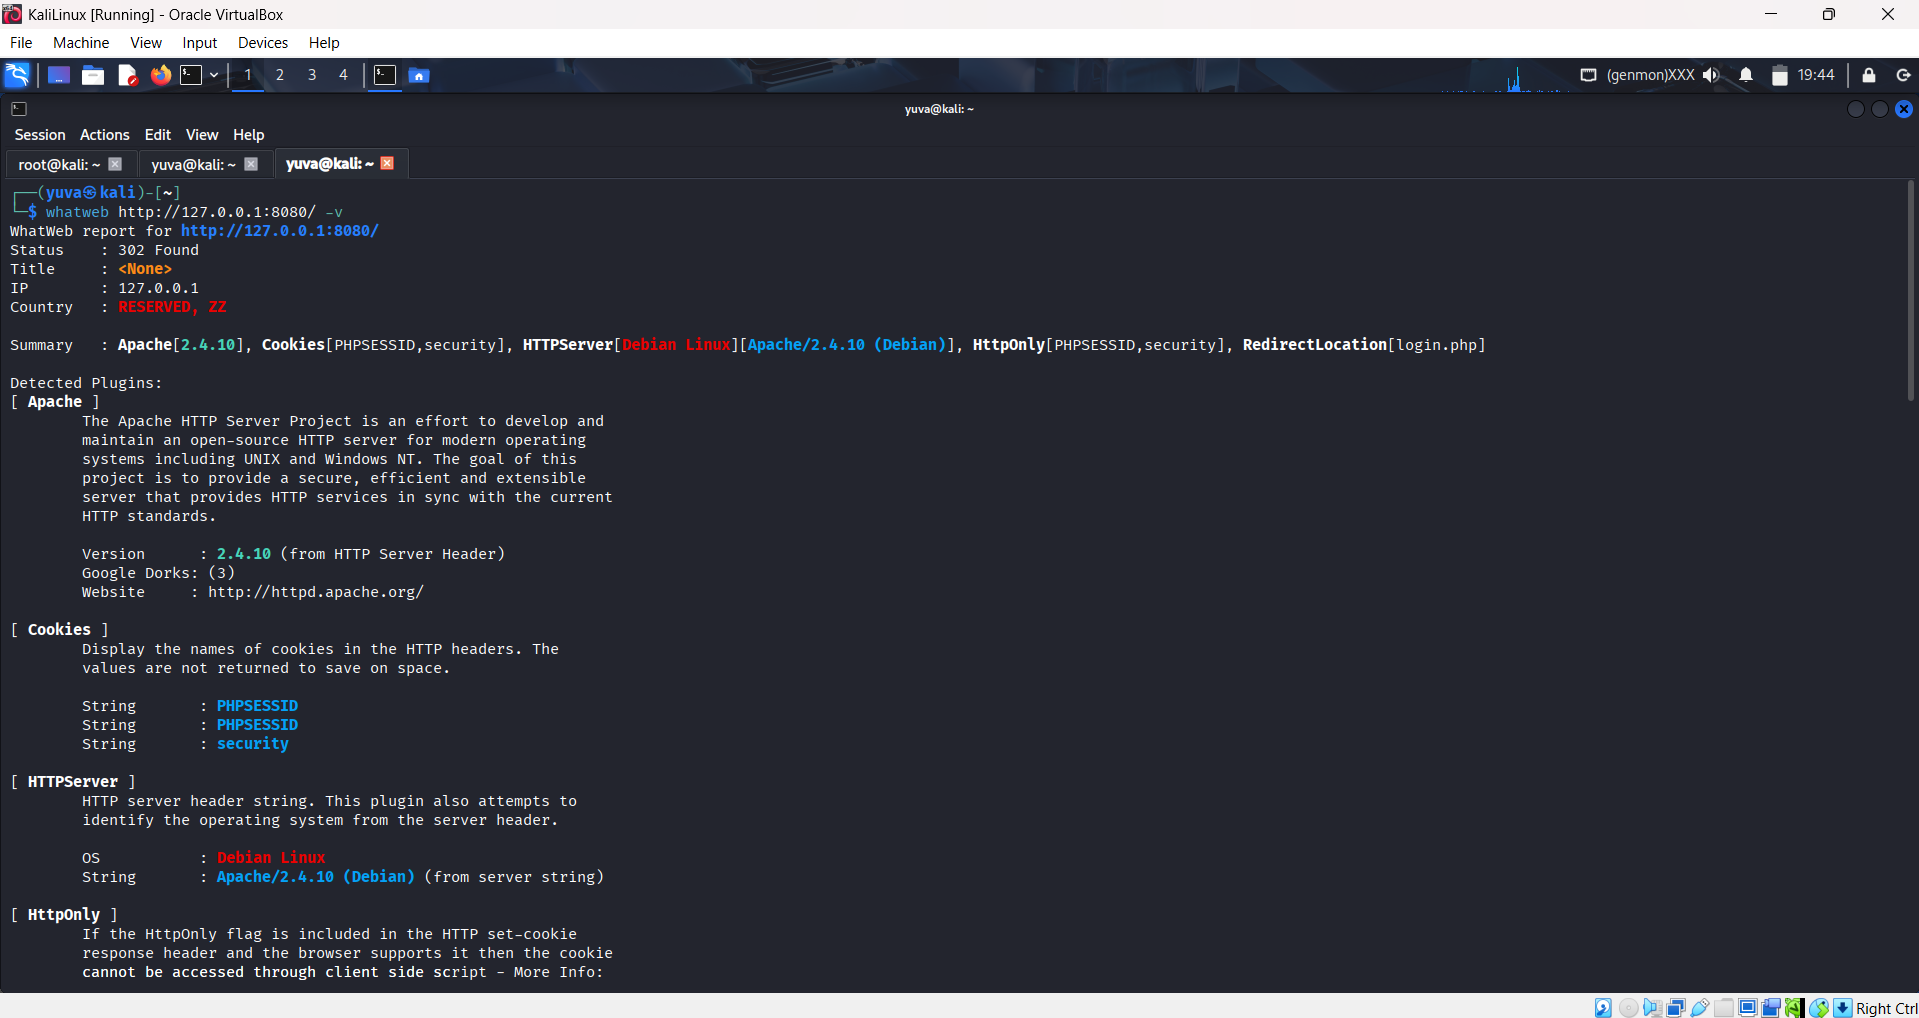 KaliLinux [Running] - Oracle VirtualBox
File Machine View Input Devices Help
1 2 3 4 (genmon)XXX 19:44
yuva@kali: ~
Session Actions Edit View Help
root@kali: ~ yuva@kali: ~ yuva@kali: ~
(yuva㉿kali)-[~]
$ whatweb http://127.0.0.1:8080/ -v
WhatWeb report for http://127.0.0.1:8080/
Status : 302 Found
Title : <None>
IP : 127.0.0.1
Country : RESERVED, ZZ
Summary : Apache[2.4.10], Cookies[PHPSESSID,security], HTTPServer[Debian Linux][Apache/2.4.10 (Debian)], HttpOnly[PHPSESSID,security], RedirectLocation[login.php]
Detected Plugins:
[ Apache ]
The Apache HTTP Server Project is an effort to develop and
maintain an open-source HTTP server for modern operating
systems including UNIX and Windows NT. The goal of this
project is to provide a secure, efficient and extensible
server that provides HTTP services in sync with the current
HTTP standards.
Version : 2.4.10 (from HTTP Server Header)
Google Dorks: (3)
Website : http://httpd.apache.org/
[ Cookies ]
Display the names of cookies in the HTTP headers. The
values are not returned to save on space.
String : PHPSESSID
String : PHPSESSID
String : security
[ HTTPServer ]
HTTP server header string. This plugin also attempts to
identify the operating system from the server header.
OS : Debian Linux
String : Apache/2.4.10 (Debian) (from server string)
[ HttpOnly ]
If the HttpOnly flag is included in the HTTP set-cookie
response header and the browser supports it then the cookie
cannot be accessed through client side script - More Info:
Right Ctrl